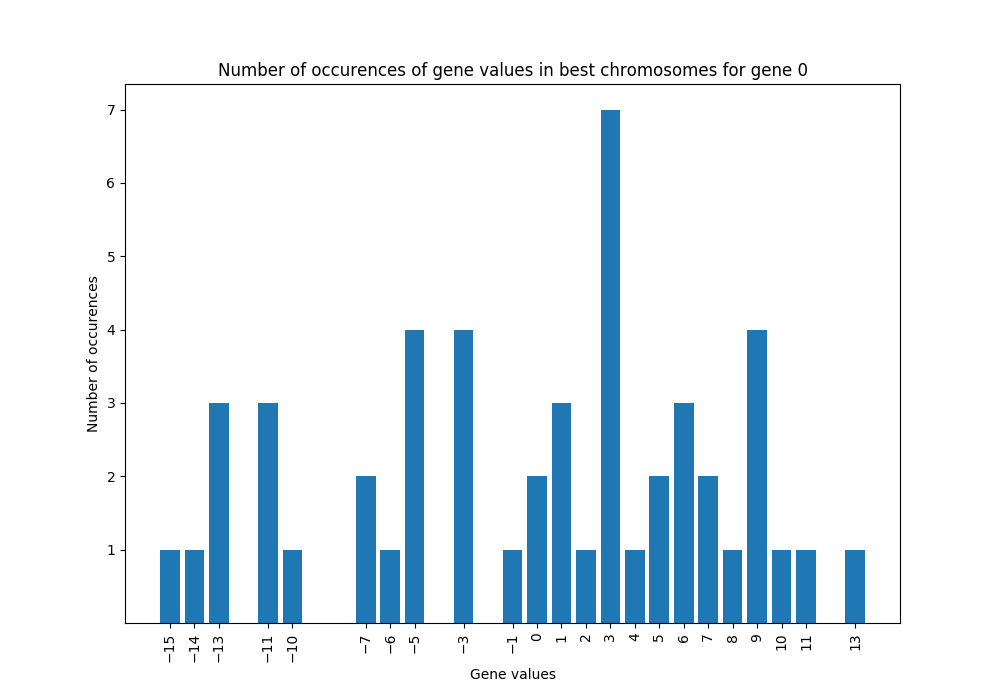 Number of occurences of gene values in best chromosomes for gene 0
7
6
5
4
3
2
1
Number of occurences
−15 −14 −13 −11 −10 −7 −6 −5 −3 −1 0 1 2 3 4 5 6 7 8 9 10 11 13
Gene values